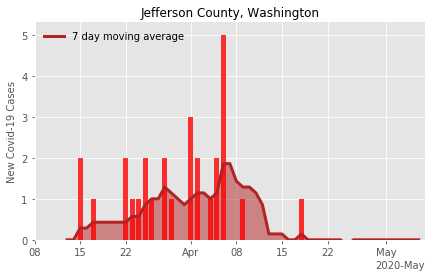 Jefferson County, Washington
7 day moving average
New Covid-19 Cases
5
4
3
2
1
0
08 15 22 Apr 08 15 22 May
2020-May